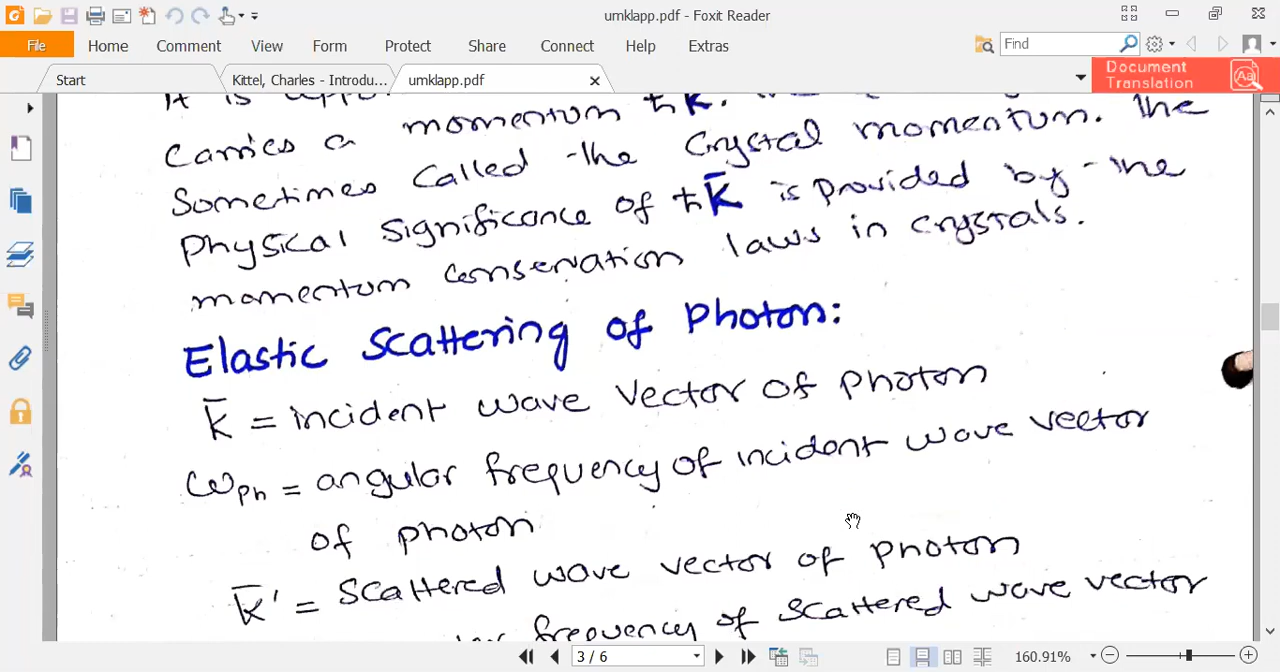 umklapp.pdf - Foxit Reader
File Home Comment View Form Protect Share Connect Help Extras
Find
Start Kittel, Charles - Introdu... umklapp.pdf
Document
Translation
It is
Carries a momentum ℏk̄.
Sometimes called the Crystal momentum. The
Physical significance of ℏk̄ is provided by the
momentum conservation laws in crystals.
Elastic Scattering of Photon:
k̄ = incident wave vector of photon
ωph = angular frequency of incident wave vector
of photon
k̄' = scattered wave vector of photon
frequency of scattered wave vector
3 / 6
160.91%